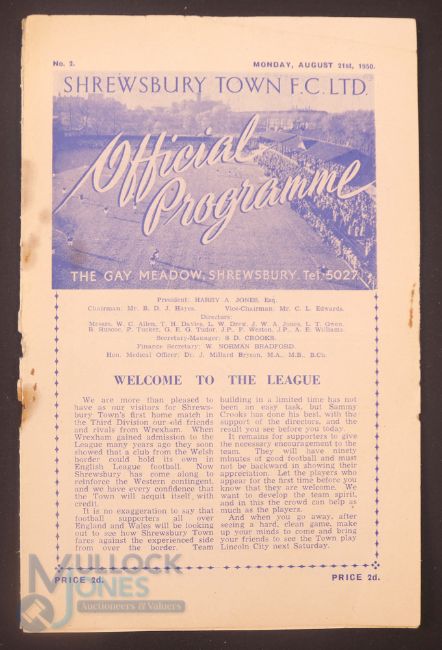 No. 2.
MONDAY, AUGUST 21st, 1950.
SHREWSBURY TOWN F.C. LTD.
Official
Programme
THE GAY MEADOW, SHREWSBURY. Tel: 5027
President: HARRY A. JONES, Esq.
Chairman: Mr. B. D. J. Hayes. Vice-Chairman: Mr. C. L. Edwards.
Directors:
Messrs. W. C. Allen, T. H. Davies, L. W. Drew, J. W. A. Jones, L. T. Owen,
R. Ruscoe, P. Tucker, G. E. G. Tudor, J.P., F. Weston, J.P., A. E. Williams.
Secretary-Manager: S D. CROOKS.
Finance Secretary: W. NORMAN BRADFORD.
Hon. Medical Officer: Dr. J. Millard Bryson, M.A., M.B., B.Ch.
WELCOME TO THE LEAGUE
We are more than pleased to
have as our visitors for Shrews-
bury Town's first home match in
the Third Division our old friends
and rivals from Wrexham. When
Wrexham gained admission to the
League many years ago they soon
showed that a club from the Welsh
border could hold its own in
English League football. Now
Shrewsbury has come along to
reinforce the Western contingent,
and we have every confidence that
the Town will acquit itself with
credit.
It is no exaggeration to say that
football supporters all over
England and Wales will be looking
out to see how Shrewsbury Town
fares against the experienced side
from over the border. Team
building in a limited time has not
been an easy task, but Sammy
Crooks has done his best, with the
support of the directors, and the
result you see before you today.
It remains for supporters to give
the necessary encouragement to the
team. They will have ninety
minutes of good football and must
not be backward in showing their
appreciation. Let the players who
appear for the first time before you
know that they are welcome. We
want to develop the team spirit,
and in this the crowd can help as
much as the players.
And when you go away, after
seeing a hard, clean game, make
up your minds to come and bring
your friends to see the Town play
Lincoln City next Saturday.
PRICE 2d.
PRICE 2d.
MULLOCK
JONES
Auctioneers & Valuers